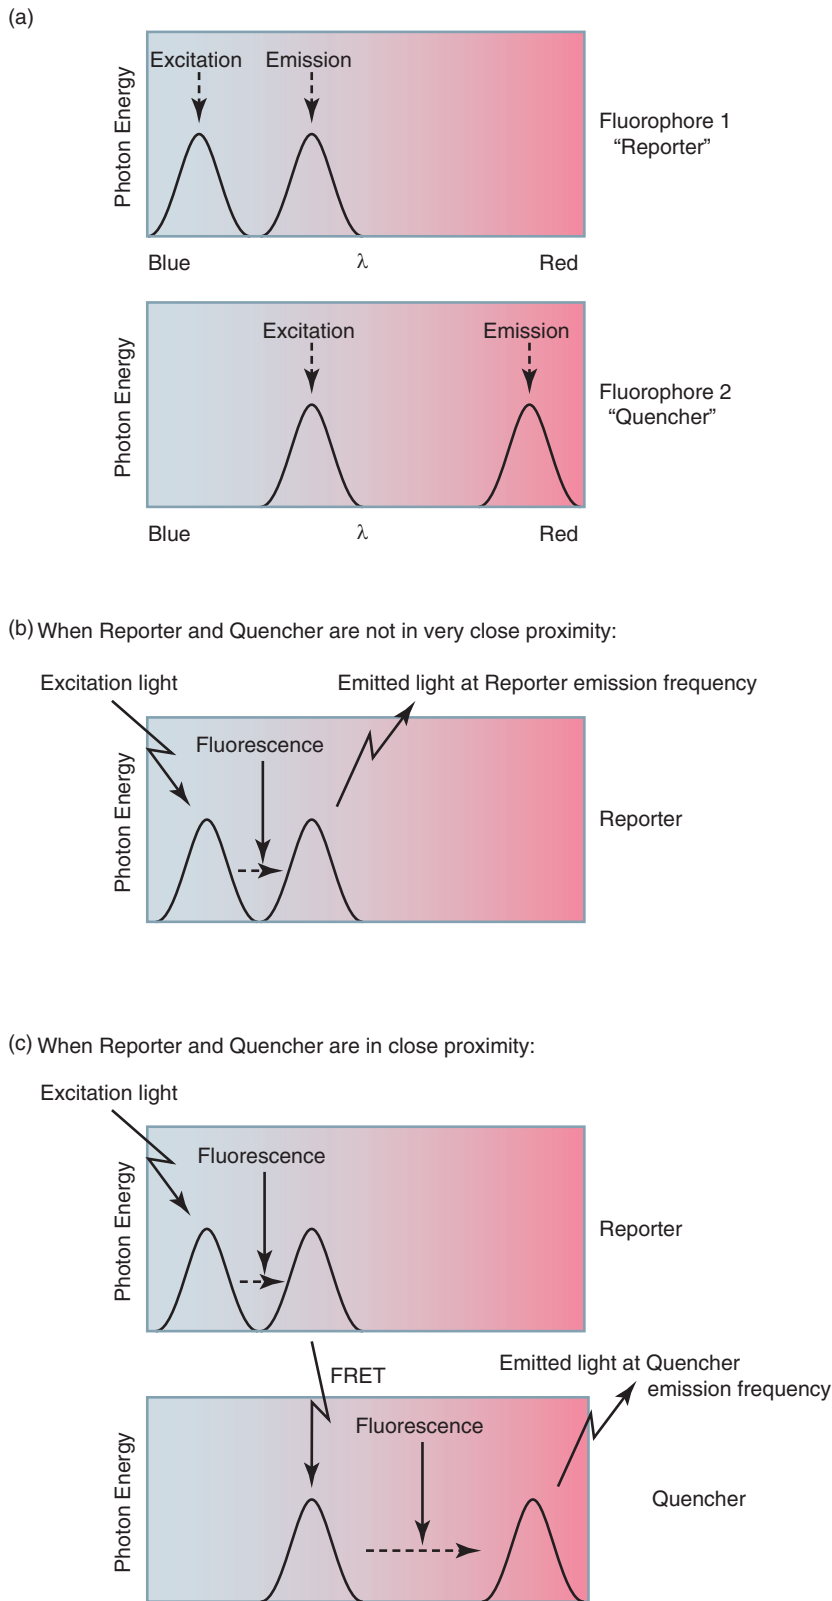 (a)
Excitation Emission
Photon Energy
Fluorophore 1
“Reporter”
Blue λ Red
Excitation Emission
Photon Energy
Fluorophore 2
“Quencher”
Blue λ Red
(b) When Reporter and Quencher are not in very close proximity:
Excitation light
Emitted light at Reporter emission frequency
Fluorescence
Photon Energy
Reporter
(c) When Reporter and Quencher are in close proximity:
Excitation light
Fluorescence
Photon Energy
Reporter
FRET
Emitted light at Quencher
emission frequency
Fluorescence
Photon Energy
Quencher